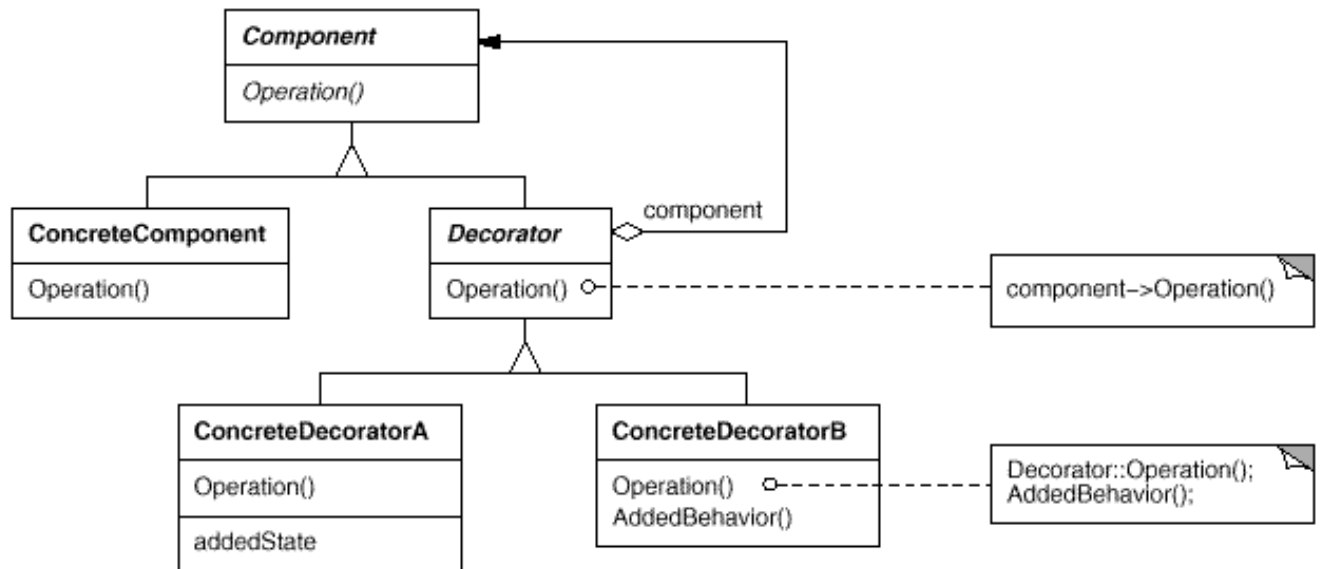 Component
Operation()
component
ConcreteComponent
Operation()
Decorator
Operation()
component->Operation()
ConcreteDecoratorA
Operation()
addedState
ConcreteDecoratorB
Operation()
AddedBehavior()
Decorator::Operation();
AddedBehavior();